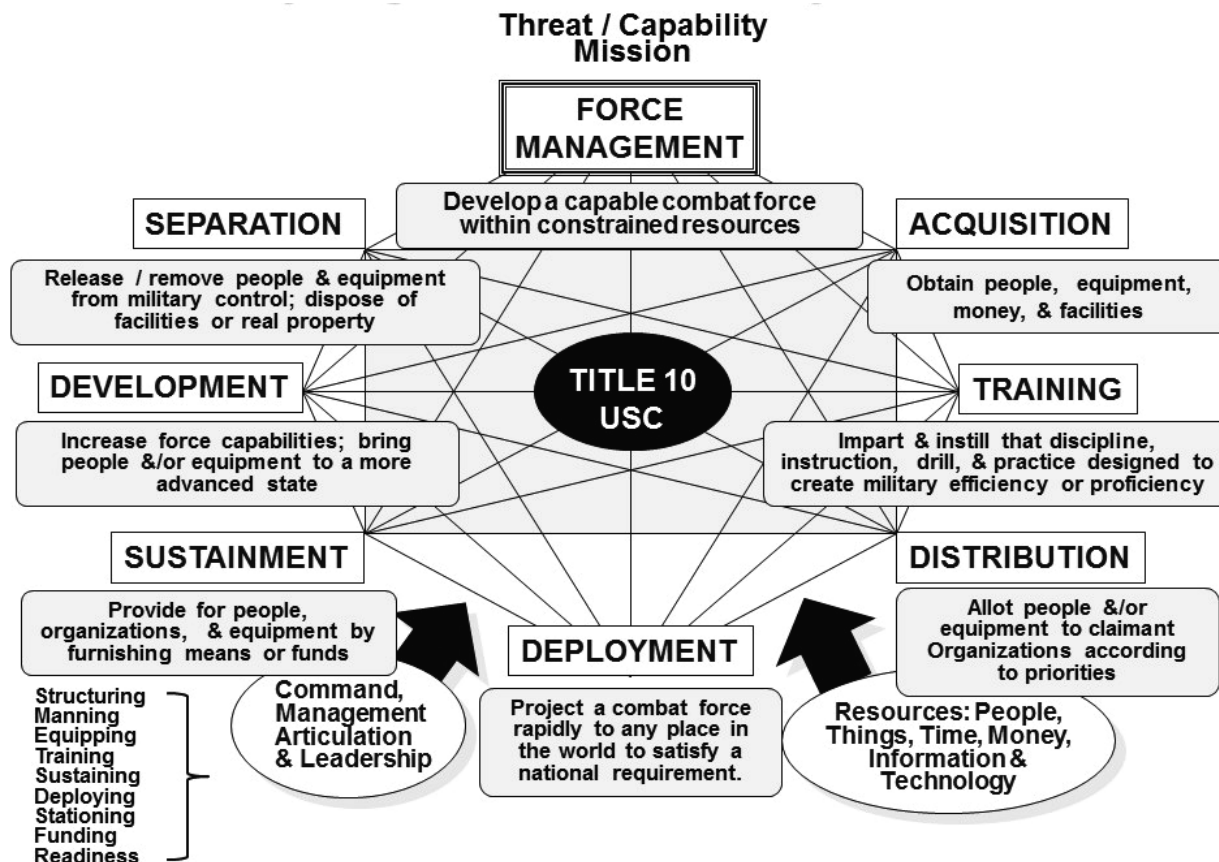 Threat / Capability
Mission
FORCE
MANAGEMENT
Develop a capable combat force
within constrained resources
SEPARATION
Release / remove people & equipment
from military control; dispose of
facilities or real property
ACQUISITION
Obtain people, equipment,
money, & facilities
TITLE 10
USC
DEVELOPMENT
Increase force capabilities; bring
people &/or equipment to a more
advanced state
TRAINING
Impart & instill that discipline,
instruction, drill, & practice designed to
create military efficiency or proficiency
SUSTAINMENT
Provide for people,
organizations, & equipment by
furnishing means or funds
DISTRIBUTION
Allot people &/or
equipment to claimant
Organizations according
to priorities
DEPLOYMENT
Project a combat force
rapidly to any place in
the world to satisfy a
national requirement.
Structuring
Manning
Equipping
Training
Sustaining
Deploying
Stationing
Funding
Readiness
Command,
Management
Articulation
& Leadership
Resources: People,
Things, Time, Money,
Information &
Technology